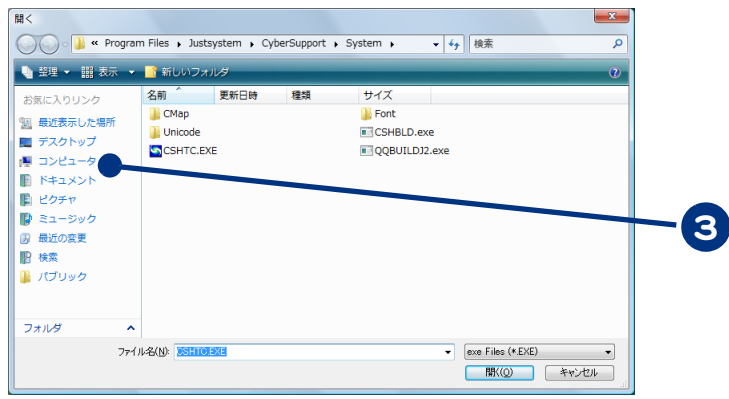 開く
« Program Files ▸ Justsystem ▸ CyberSupport ▸ System ▸
検索
整理 表示 新しいフォルダ
お気に入りリンク
最近表示した場所
デスクトップ
コンピュータ
ドキュメント
ピクチャ
ミュージック
最近の変更
検索
パブリック
フォルダ
名前 更新日時 種類 サイズ
CMap Font
Unicode CSHBLD.exe
CSHTC.EXE QQBUILDJ2.exe
3
ファイル名(N): CSHTC.EXE exe Files (*.EXE)
開く(O) キャンセル